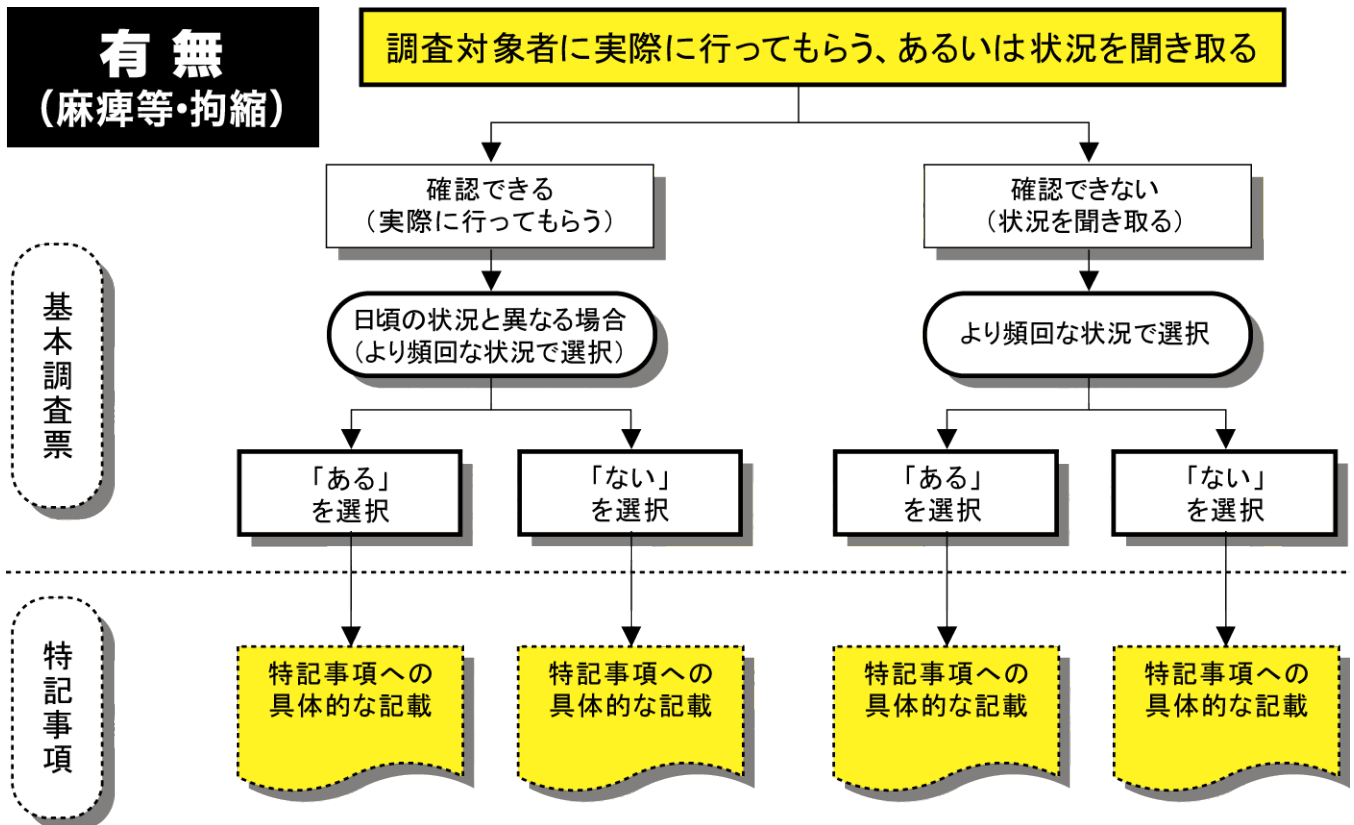 有無
（麻痺等・拘縮）
調査対象者に実際に行ってもらう、あるいは状況を聞き取る
確認できる
（実際に行ってもらう）
確認できない
（状況を聞き取る）
基本調査票
日頃の状況と異なる場合
（より頻回な状況で選択）
より頻回な状況で選択
「ある」
を選択
「ない」
を選択
「ある」
を選択
「ない」
を選択
特記事項
特記事項への
具体的な記載
特記事項への
具体的な記載
特記事項への
具体的な記載
特記事項への
具体的な記載